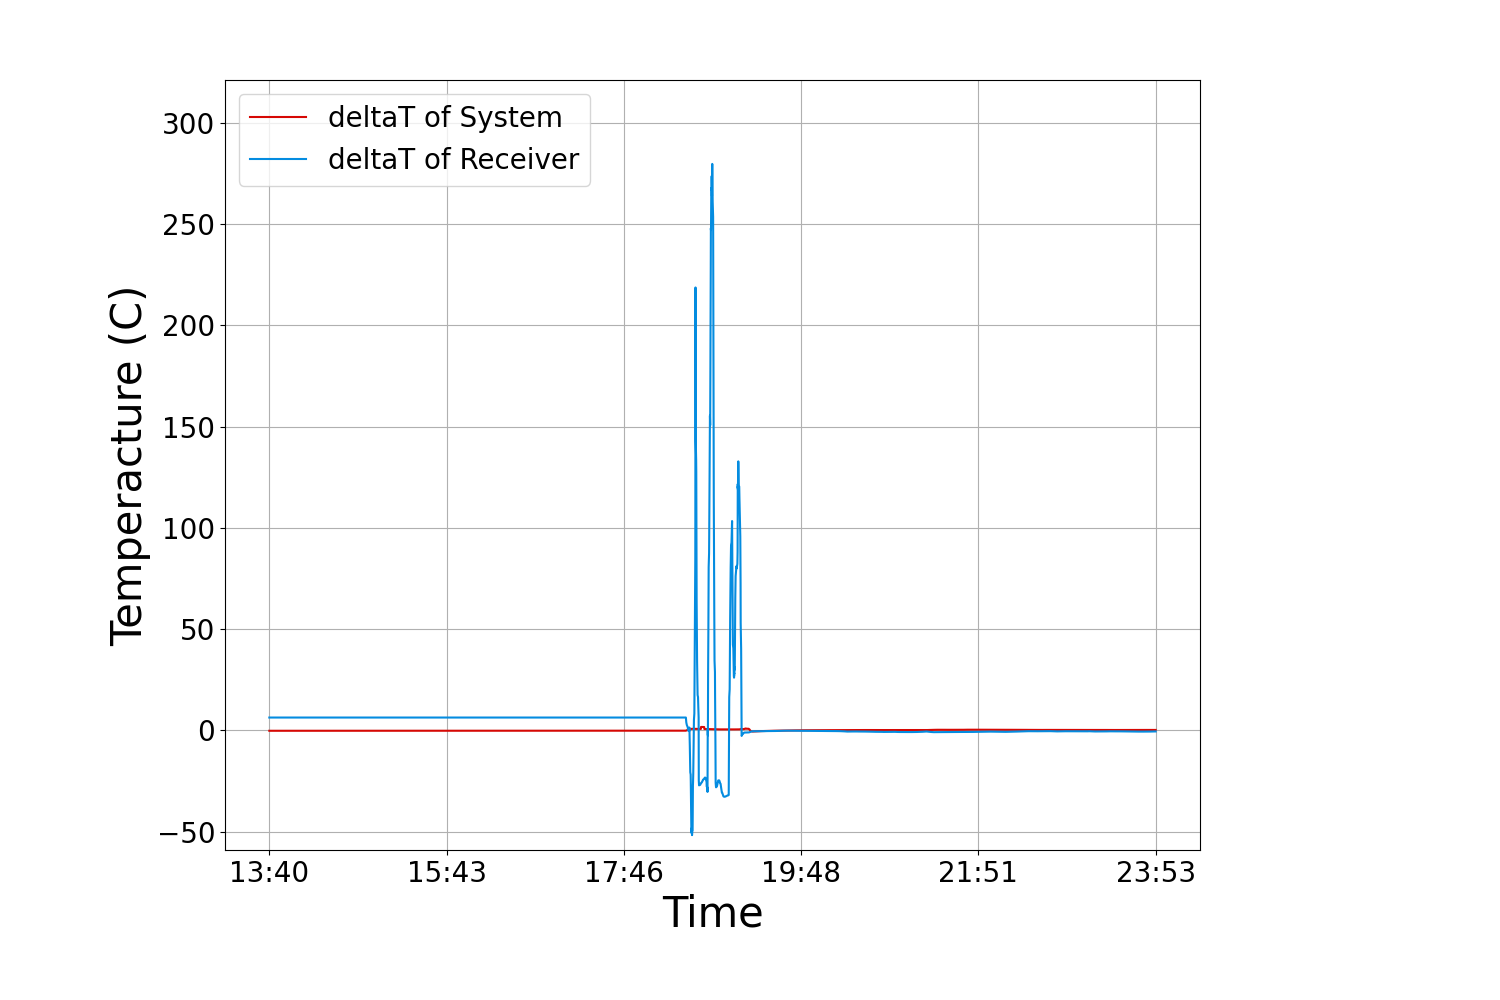 deltaT of System
deltaT of Receiver
300
250
200
150
100
50
0
−50
Temperacture (C)
13:40 15:43 17:46 19:48 21:51 23:53
Time